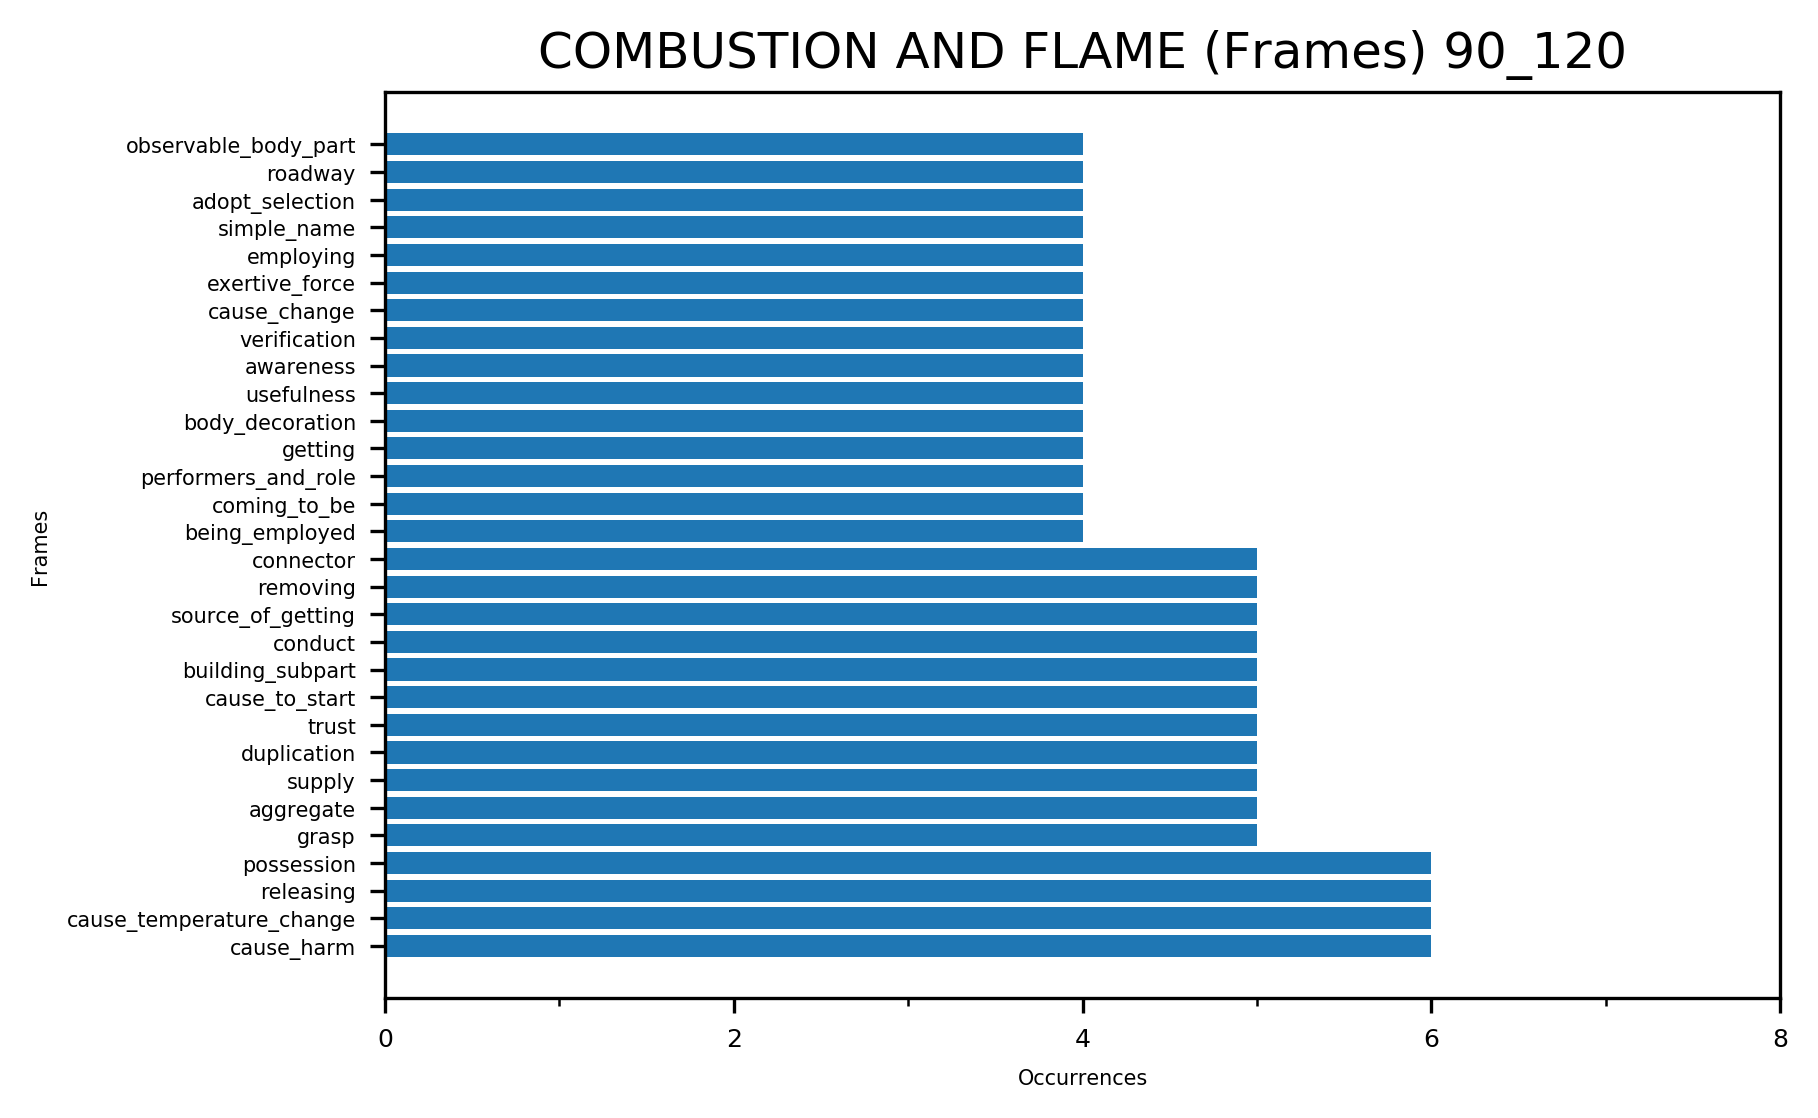 COMBUSTION AND FLAME (Frames) 90_120
observable_body_part
roadway
adopt_selection
simple_name
employing
exertive_force
cause_change
verification
awareness
usefulness
body_decoration
getting
performers_and_role
coming_to_be
being_employed
connector
removing
source_of_getting
conduct
building_subpart
cause_to_start
trust
duplication
supply
aggregate
grasp
possession
releasing
cause_temperature_change
cause_harm
Frames
0 2 4 6 8
Occurrences